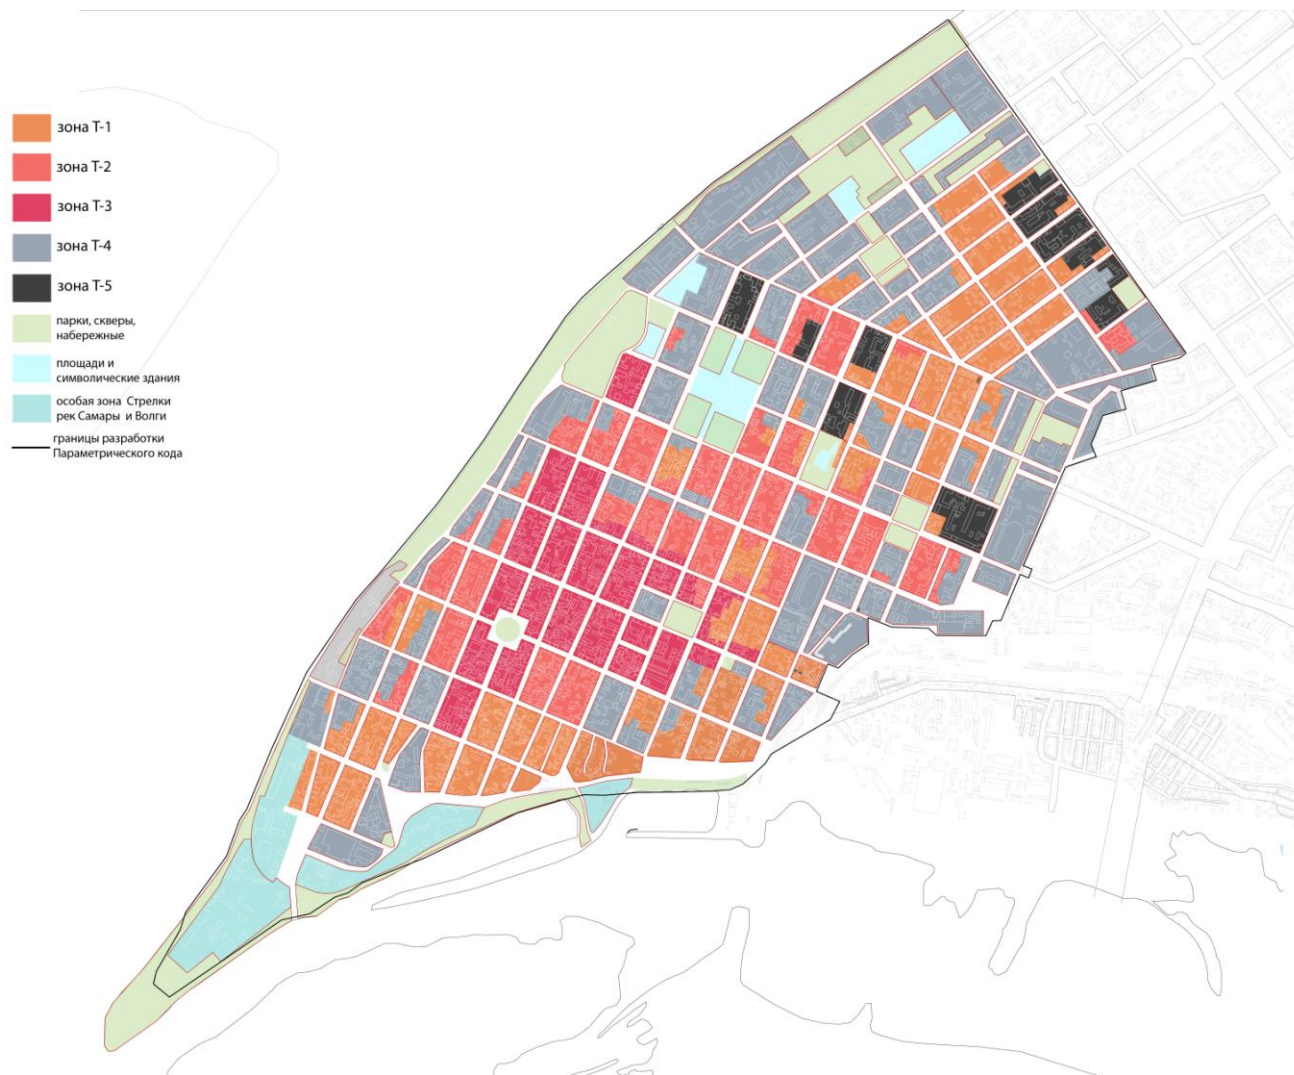 зона Т-1
зона Т-2
зона Т-3
зона Т-4
зона Т-5
парки, скверы,
набережные
площади и
символические здания
особая зона Стрелки
рек Самары и Волги
границы разработки
Параметрического кода